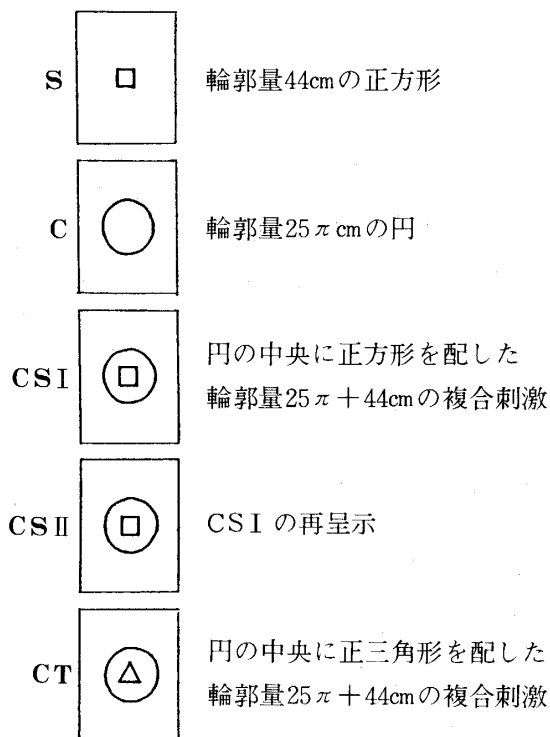 S
輪郭量44cmの正方形
C
輪郭量25πcmの円
CSⅠ
円の中央に正方形を配した
輪郭量25π＋44cmの複合刺激
CSⅡ
CSⅠの再呈示
CT
円の中央に正三角形を配した
輪郭量25π＋44cmの複合刺激